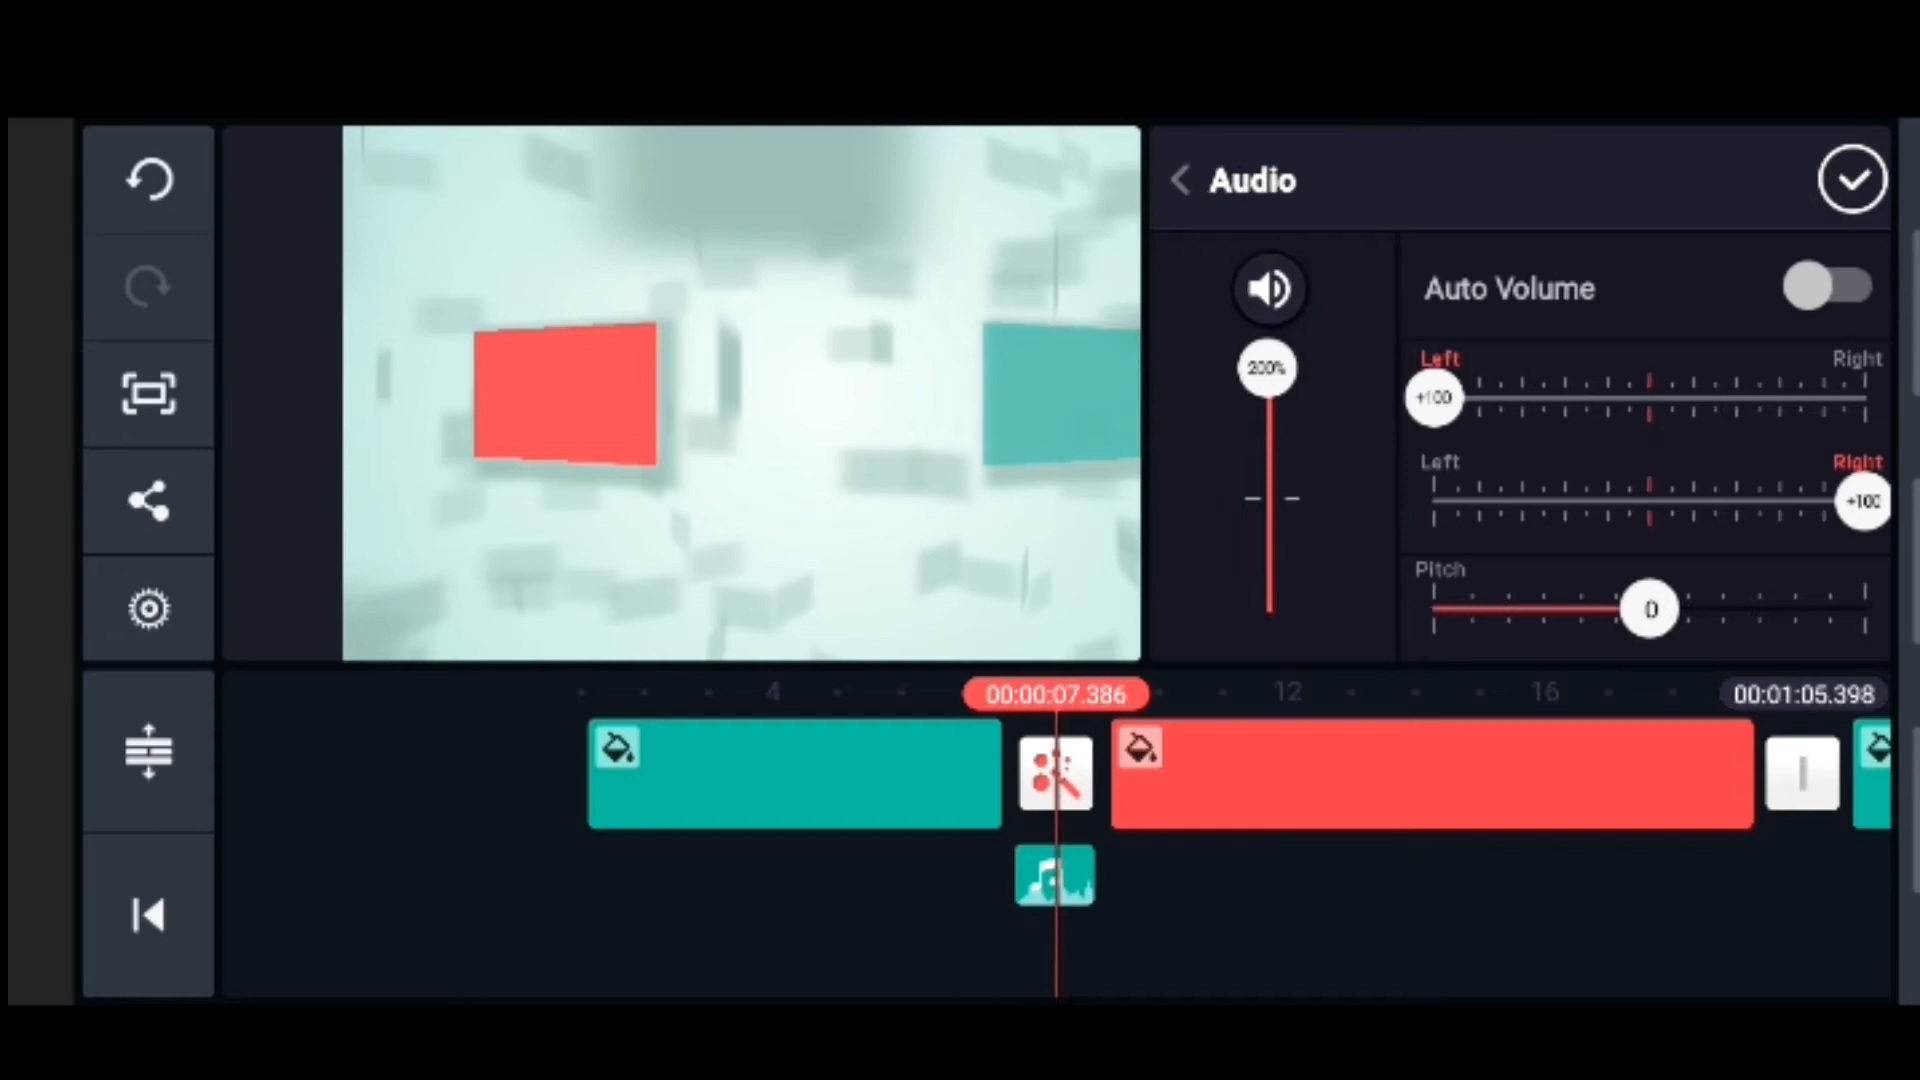 Audio
Auto Volume
200%
Left Right
+100
Left Right
+100
Pitch
0
4 00:00:07.386 12 16 00:01:05.398